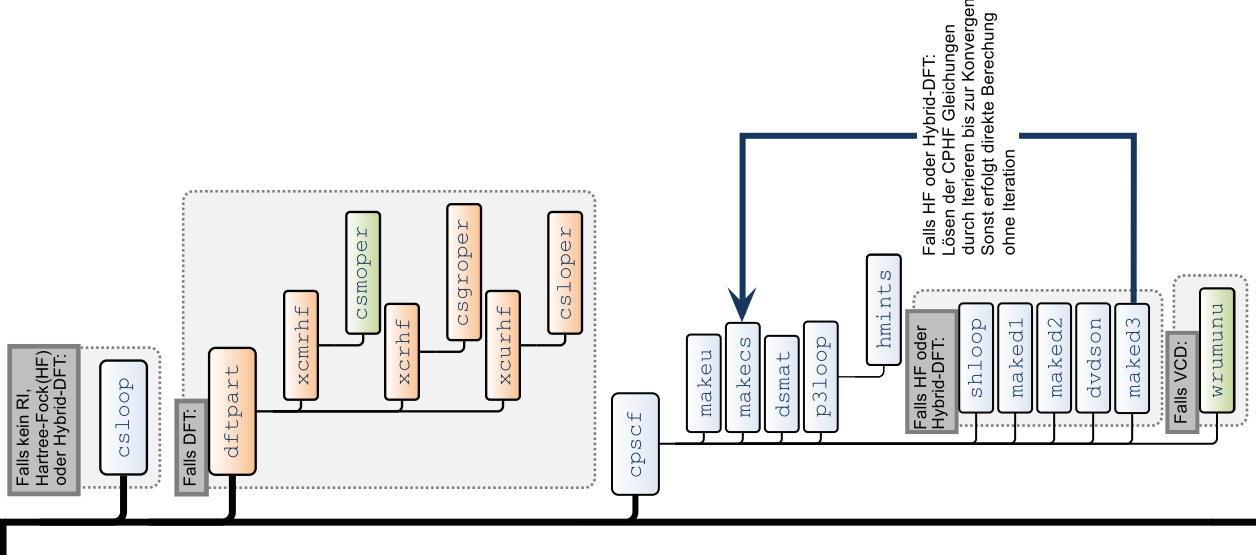 Falls kein RI,
Hartree-Fock(HF)
oder Hybrid-DFT:
csloop
Falls DFT:
dftpart
xcmrhf
csmoper
xcrhf
csgroper
xcurhf
csloper
cpscf
makeu
makecs
dsmat
p3loop
hmints
Falls HF oder Hybrid-DFT:
Lösen der CPHF Gleichungen
durch Iterieren bis zur Konvergen
Sonst erfolgt direkte Berechung
ohne Iteration
Falls HF oder
Hybrid-DFT:
shloop
maked1
maked2
dvdson
maked3
Falls VCD:
wrumunu